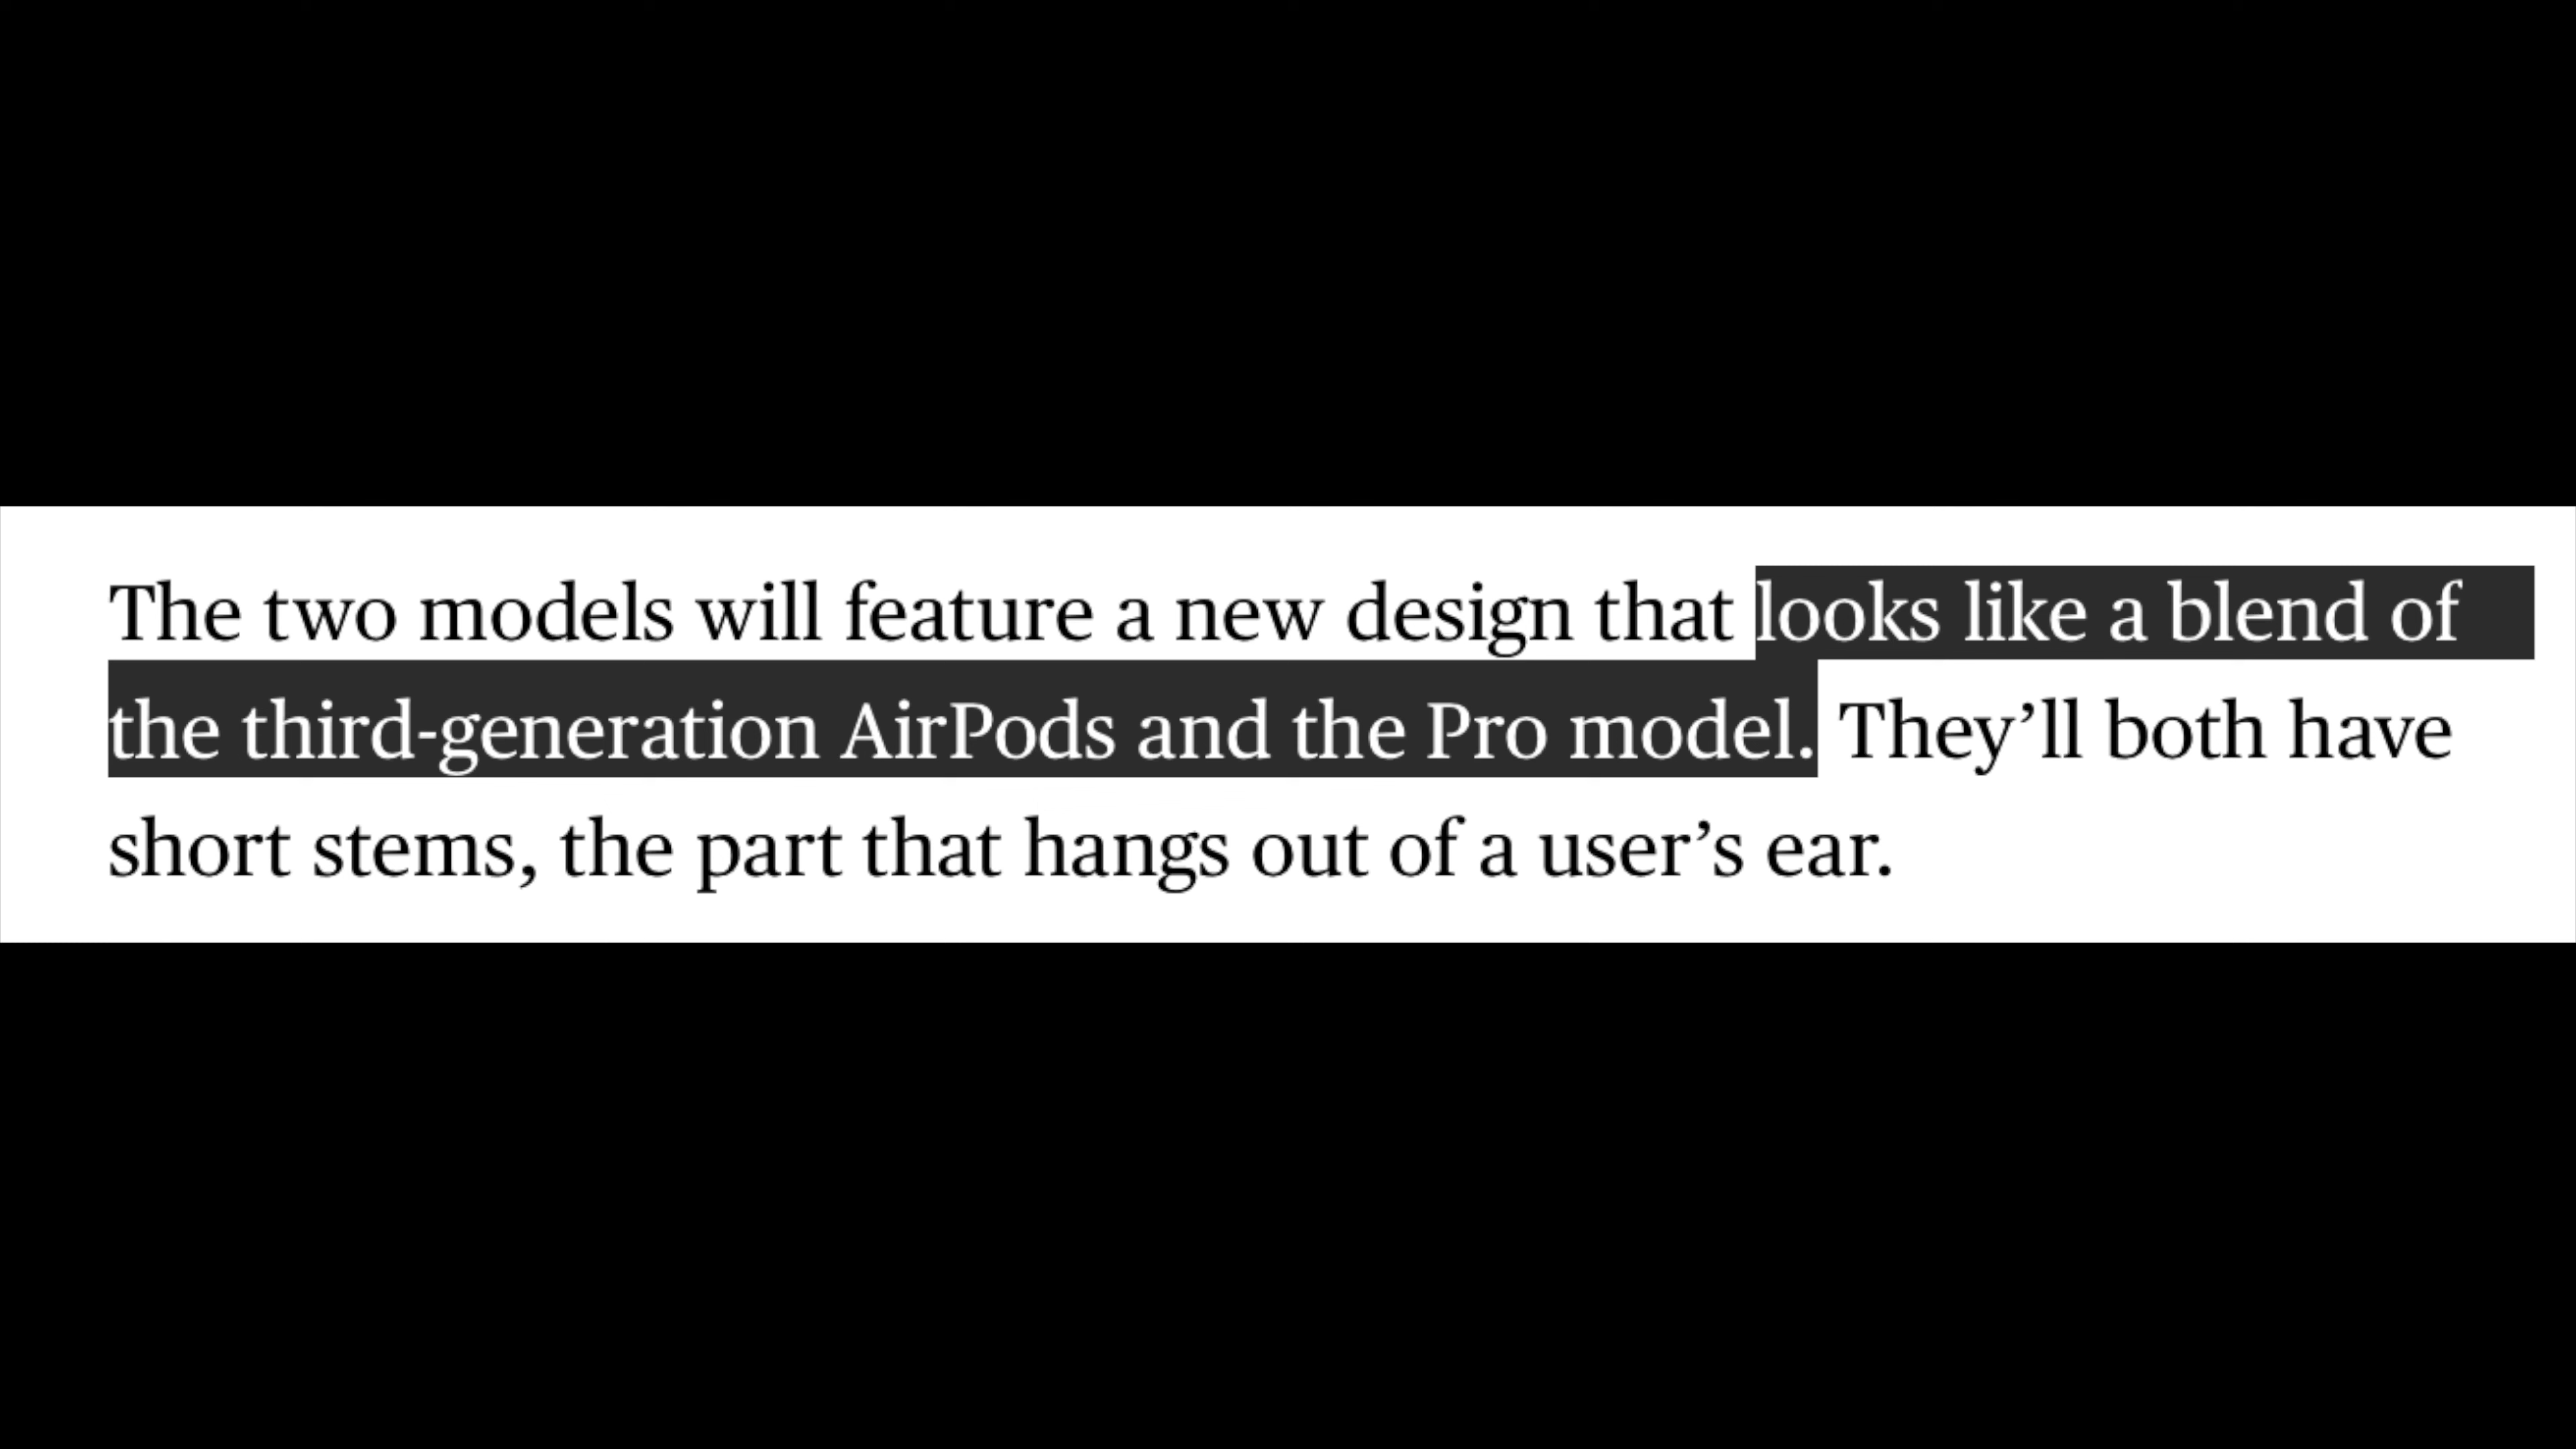 The two models will feature a new design that looks like a blend of
the third-generation AirPods and the Pro model. They’ll both have
short stems, the part that hangs out of a user’s ear.